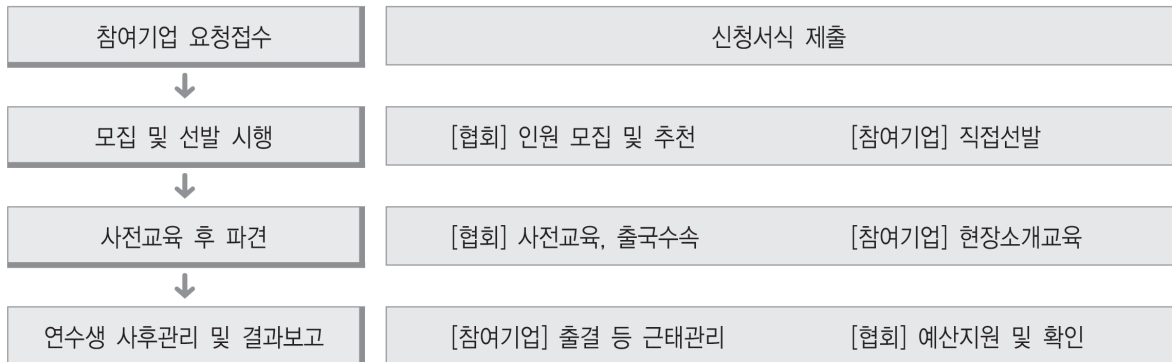 참여기업 요청접수 신청서식 제출
모집 및 선발 시행 [협회] 인원 모집 및 추천 [참여기업] 직접선발
사전교육 후 파견 [협회] 사전교육, 출국수속 [참여기업] 현장소개교육
연수생 사후관리 및 결과보고 [참여기업] 출결 등 근태관리 [협회] 예산지원 및 확인